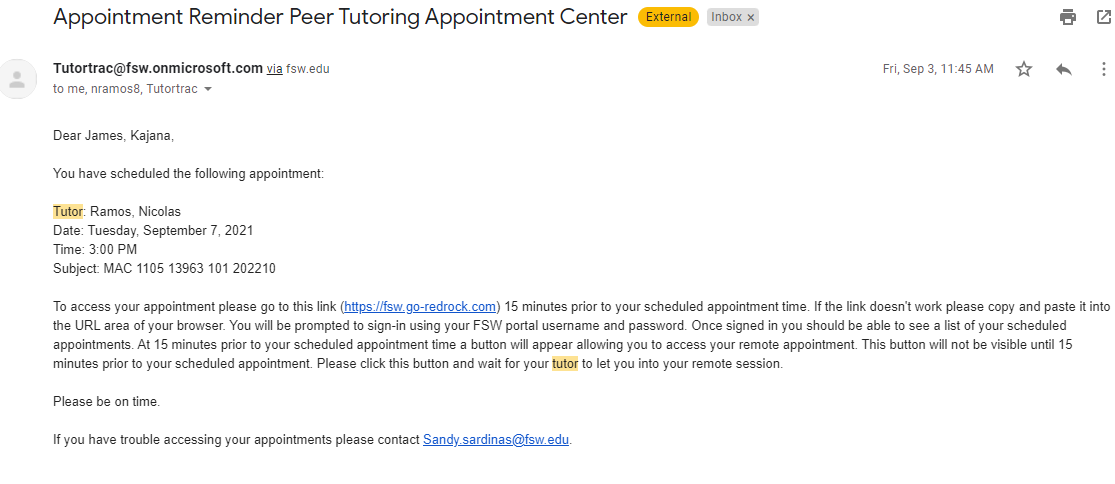 Appointment Reminder Peer Tutoring Appointment Center External Inbox ×
Tutortrac@fsw.onmicrosoft.com via fsw.edu Fri, Sep 3, 11:45 AM
to me, nramos8, Tutortrac
Dear James, Kajana,
You have scheduled the following appointment:
Tutor: Ramos, Nicolas
Date: Tuesday, September 7, 2021
Time: 3:00 PM
Subject: MAC 1105 13963 101 202210
To access your appointment please go to this link (https://fsw.go-redrock.com) 15 minutes prior to your scheduled appointment time. If the link doesn't work please copy and paste it into
the URL area of your browser. You will be prompted to sign-in using your FSW portal username and password. Once signed in you should be able to see a list of your scheduled
appointments. At 15 minutes prior to your scheduled appointment time a button will appear allowing you to access your remote appointment. This button will not be visible until 15
minutes prior to your scheduled appointment. Please click this button and wait for your tutor to let you into your remote session.
Please be on time.
If you have trouble accessing your appointments please contact Sandy.sardinas@fsw.edu.